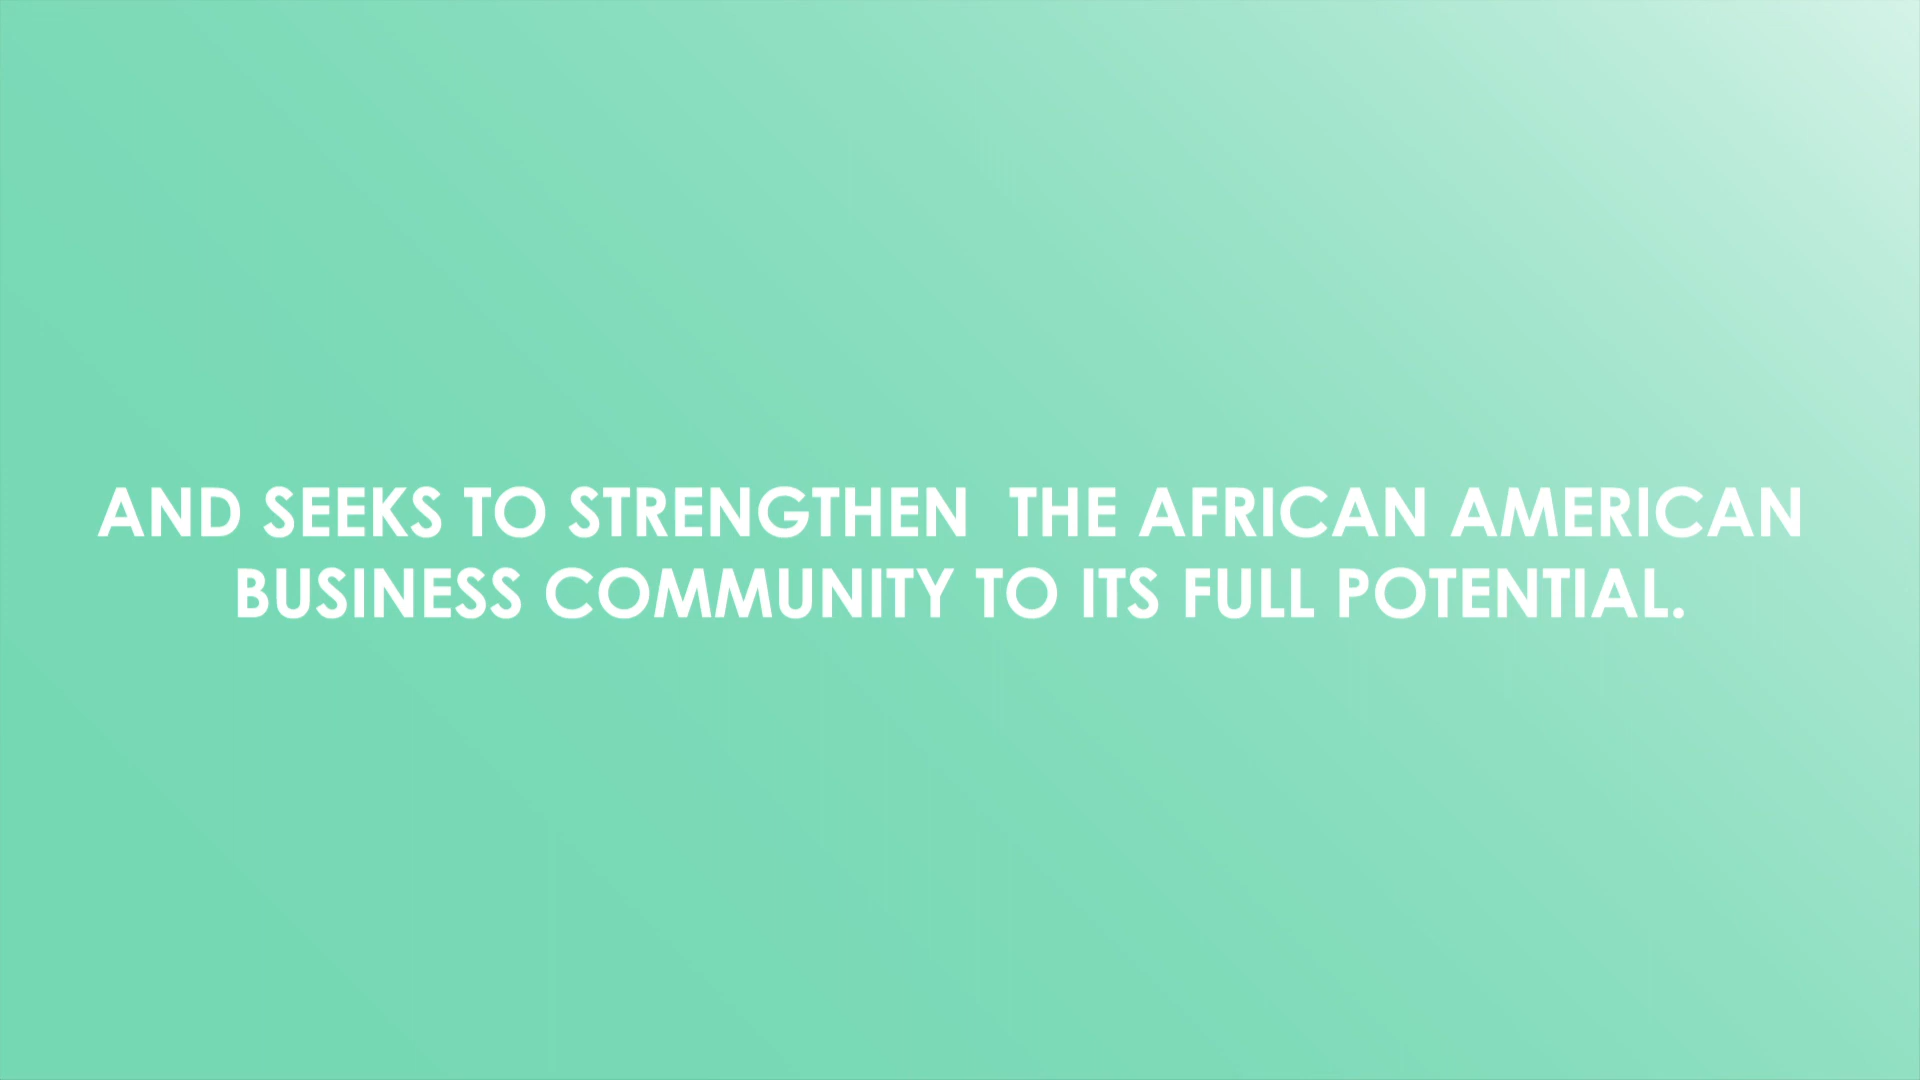 AND SEEKS TO STRENGTHEN  THE AFRICAN AMERICAN
BUSINESS COMMUNITY TO ITS FULL POTENTIAL.